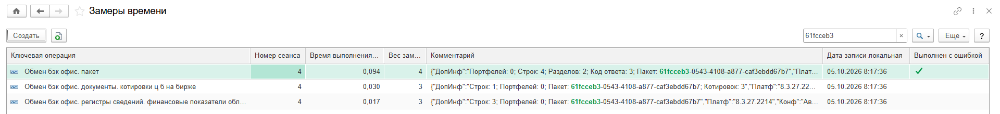 Замеры времени
Создать 61fcceb3 × Еще ?
Ключевая операция Номер сеанса Время выполнения... Вес зам... Комментарий Дата записи локальная Выполнен с ошибкой
Обмен бэк офис. пакет 4 0,094 4 {"ДопИнф":"Портфелей: 0; Строк: 4; Разделов: 2; Код ответа: 3; Пакет: 61fcceb3-0543-4108-a877-caf3ebdd67b7","Плат... 05.10.2026 8:17:36
Обмен бэк офис. документы. котировки ц б на бирже 4 0,030 3 {"ДопИнф":"Строк: 1; Портфелей: 0; Пакет: 61fcceb3-0543-4108-a877-caf3ebdd67b7; Котировок: 3","Платф":"8.3.27.22... 05.10.2026 8:17:36
Обмен бэк офис. регистры сведений. финансовые показатели обл... 4 0,017 3 {"ДопИнф":"Строк: 3; Портфелей: 0; Пакет: 61fcceb3-0543-4108-a877-caf3ebdd67b7","Платф":"8.3.27.2214","Конф":"Ав... 05.10.2026 8:17:36